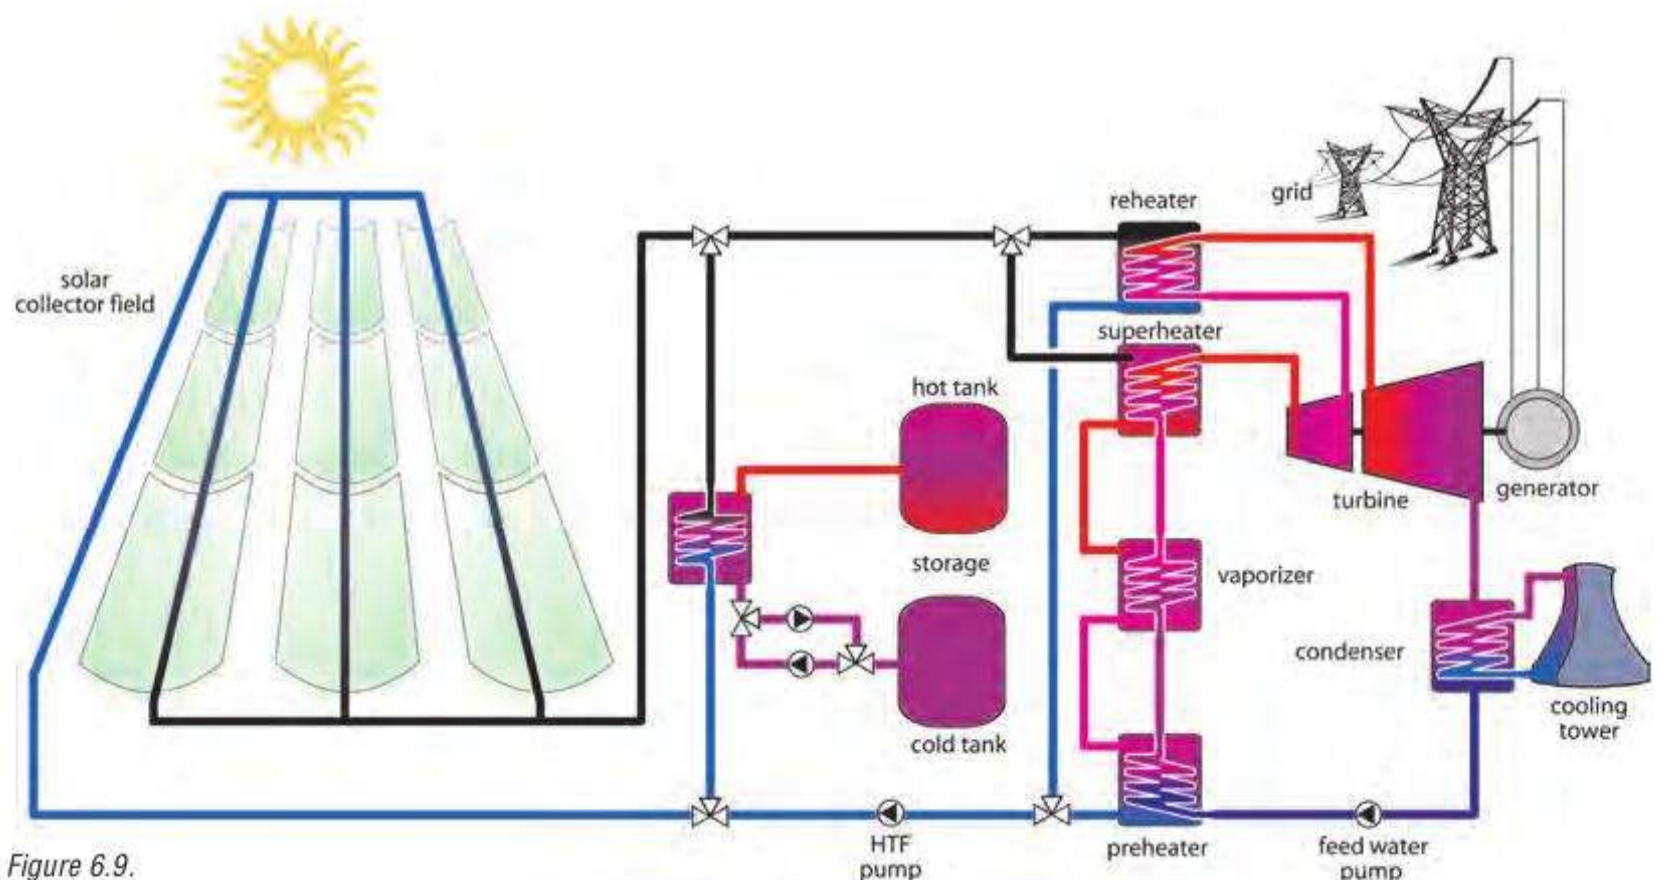 reheater
grid
solar
collector field
superheater
hot tank
turbine
generator
storage
vaporizer
condenser
cooling
tower
cold tank
HTF
pump
preheater
feed water
pump
Figure 6.9.